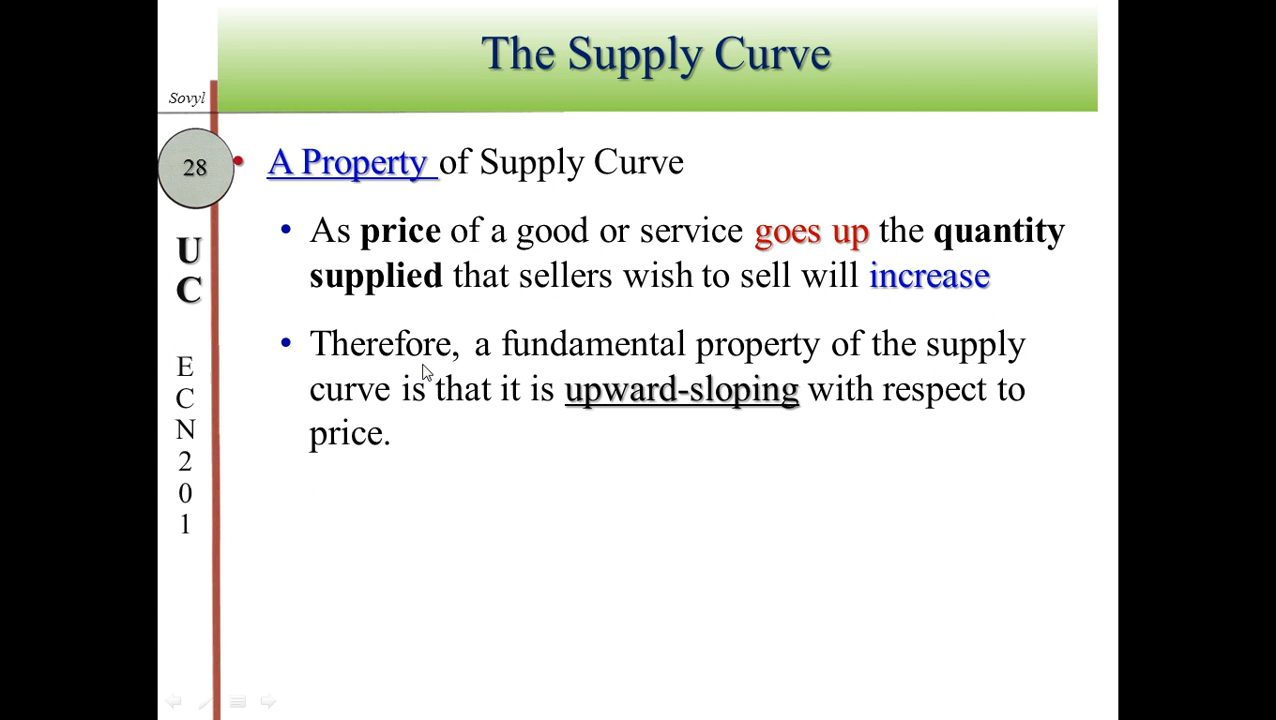 The Supply Curve
Sovyl
28
U
C
E
C
N
2
0
1
• A Property of Supply Curve
• As price of a good or service goes up the quantity
supplied that sellers wish to sell will increase
• Therefore, a fundamental property of the supply
curve is that it is upward-sloping with respect to
price.